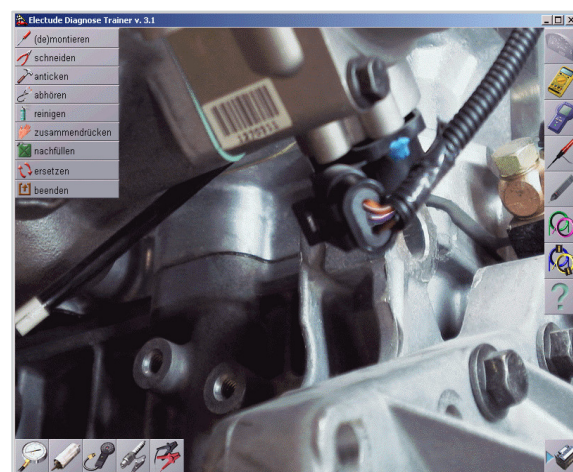 Electude Diagnose Trainer v. 3.1
(de)montieren
schneiden
anticken
abhören
reinigen
zusammendrücken
nachfüllen
ersetzen
beenden